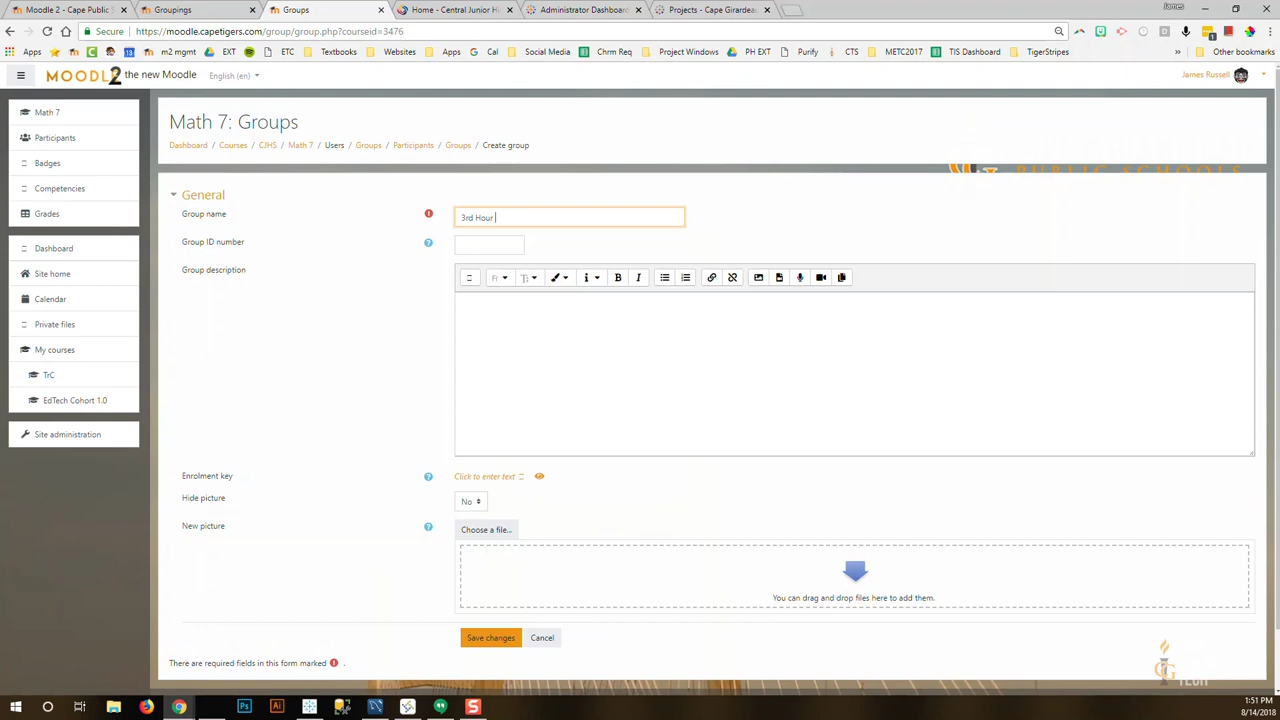 James
Moodle 2 - Cape Public S
Groupings
Groups
Home - Central Junior Hi
Administrator Dashboard
Projects - Cape Girardeau
Secure
https://moodle.capetigers.com/group/group.php?courseid=3476
Apps
m2 mgmt
EXT
ETC
Textbooks
Websites
Apps
Cal
Social Media
Chrm Req
Project Windows
PH EXT
Purify
CTS
METC2017
TIS Dashboard
TigerStripes
Other bookmarks
MOODL2 the new Moodle
English (en)
James Russell
Math 7
Participants
Badges
Competencies
Grades
Dashboard
Site home
Calendar
Private files
My courses
TrC
EdTech Cohort 1.0
Site administration
Math 7: Groups
Dashboard / Courses / CJHS / Math 7 / Users / Groups / Participants / Groups / Create group
PUBLIC SCHOOLS
General
Group name
3rd Hour
Group ID number
Group description
Enrolment key
Click to enter text
Hide picture
No
New picture
Choose a file...
You can drag and drop files here to add them.
Save changes
Cancel
There are required fields in this form marked .
1:51 PM
8/14/2018